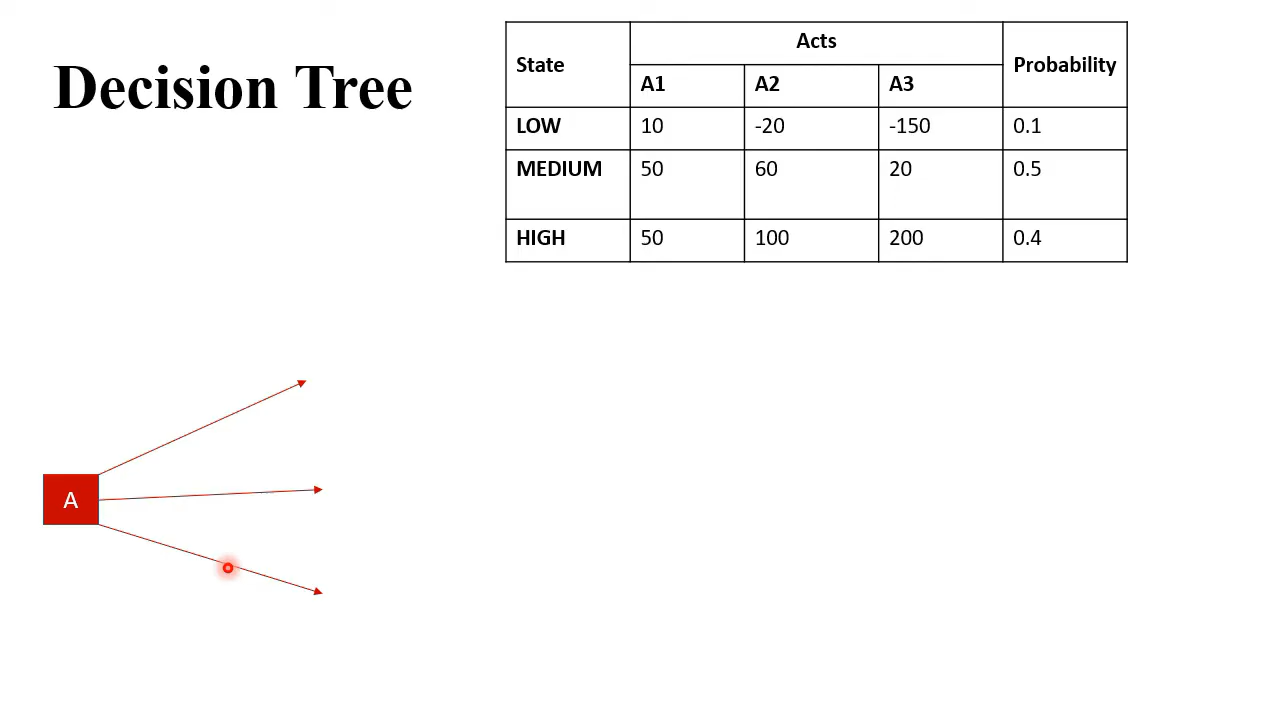 Decision Tree
State Acts Probability
A1 A2 A3
LOW 10 -20 -150 0.1
MEDIUM 50 60 20 0.5
HIGH 50 100 200 0.4
A